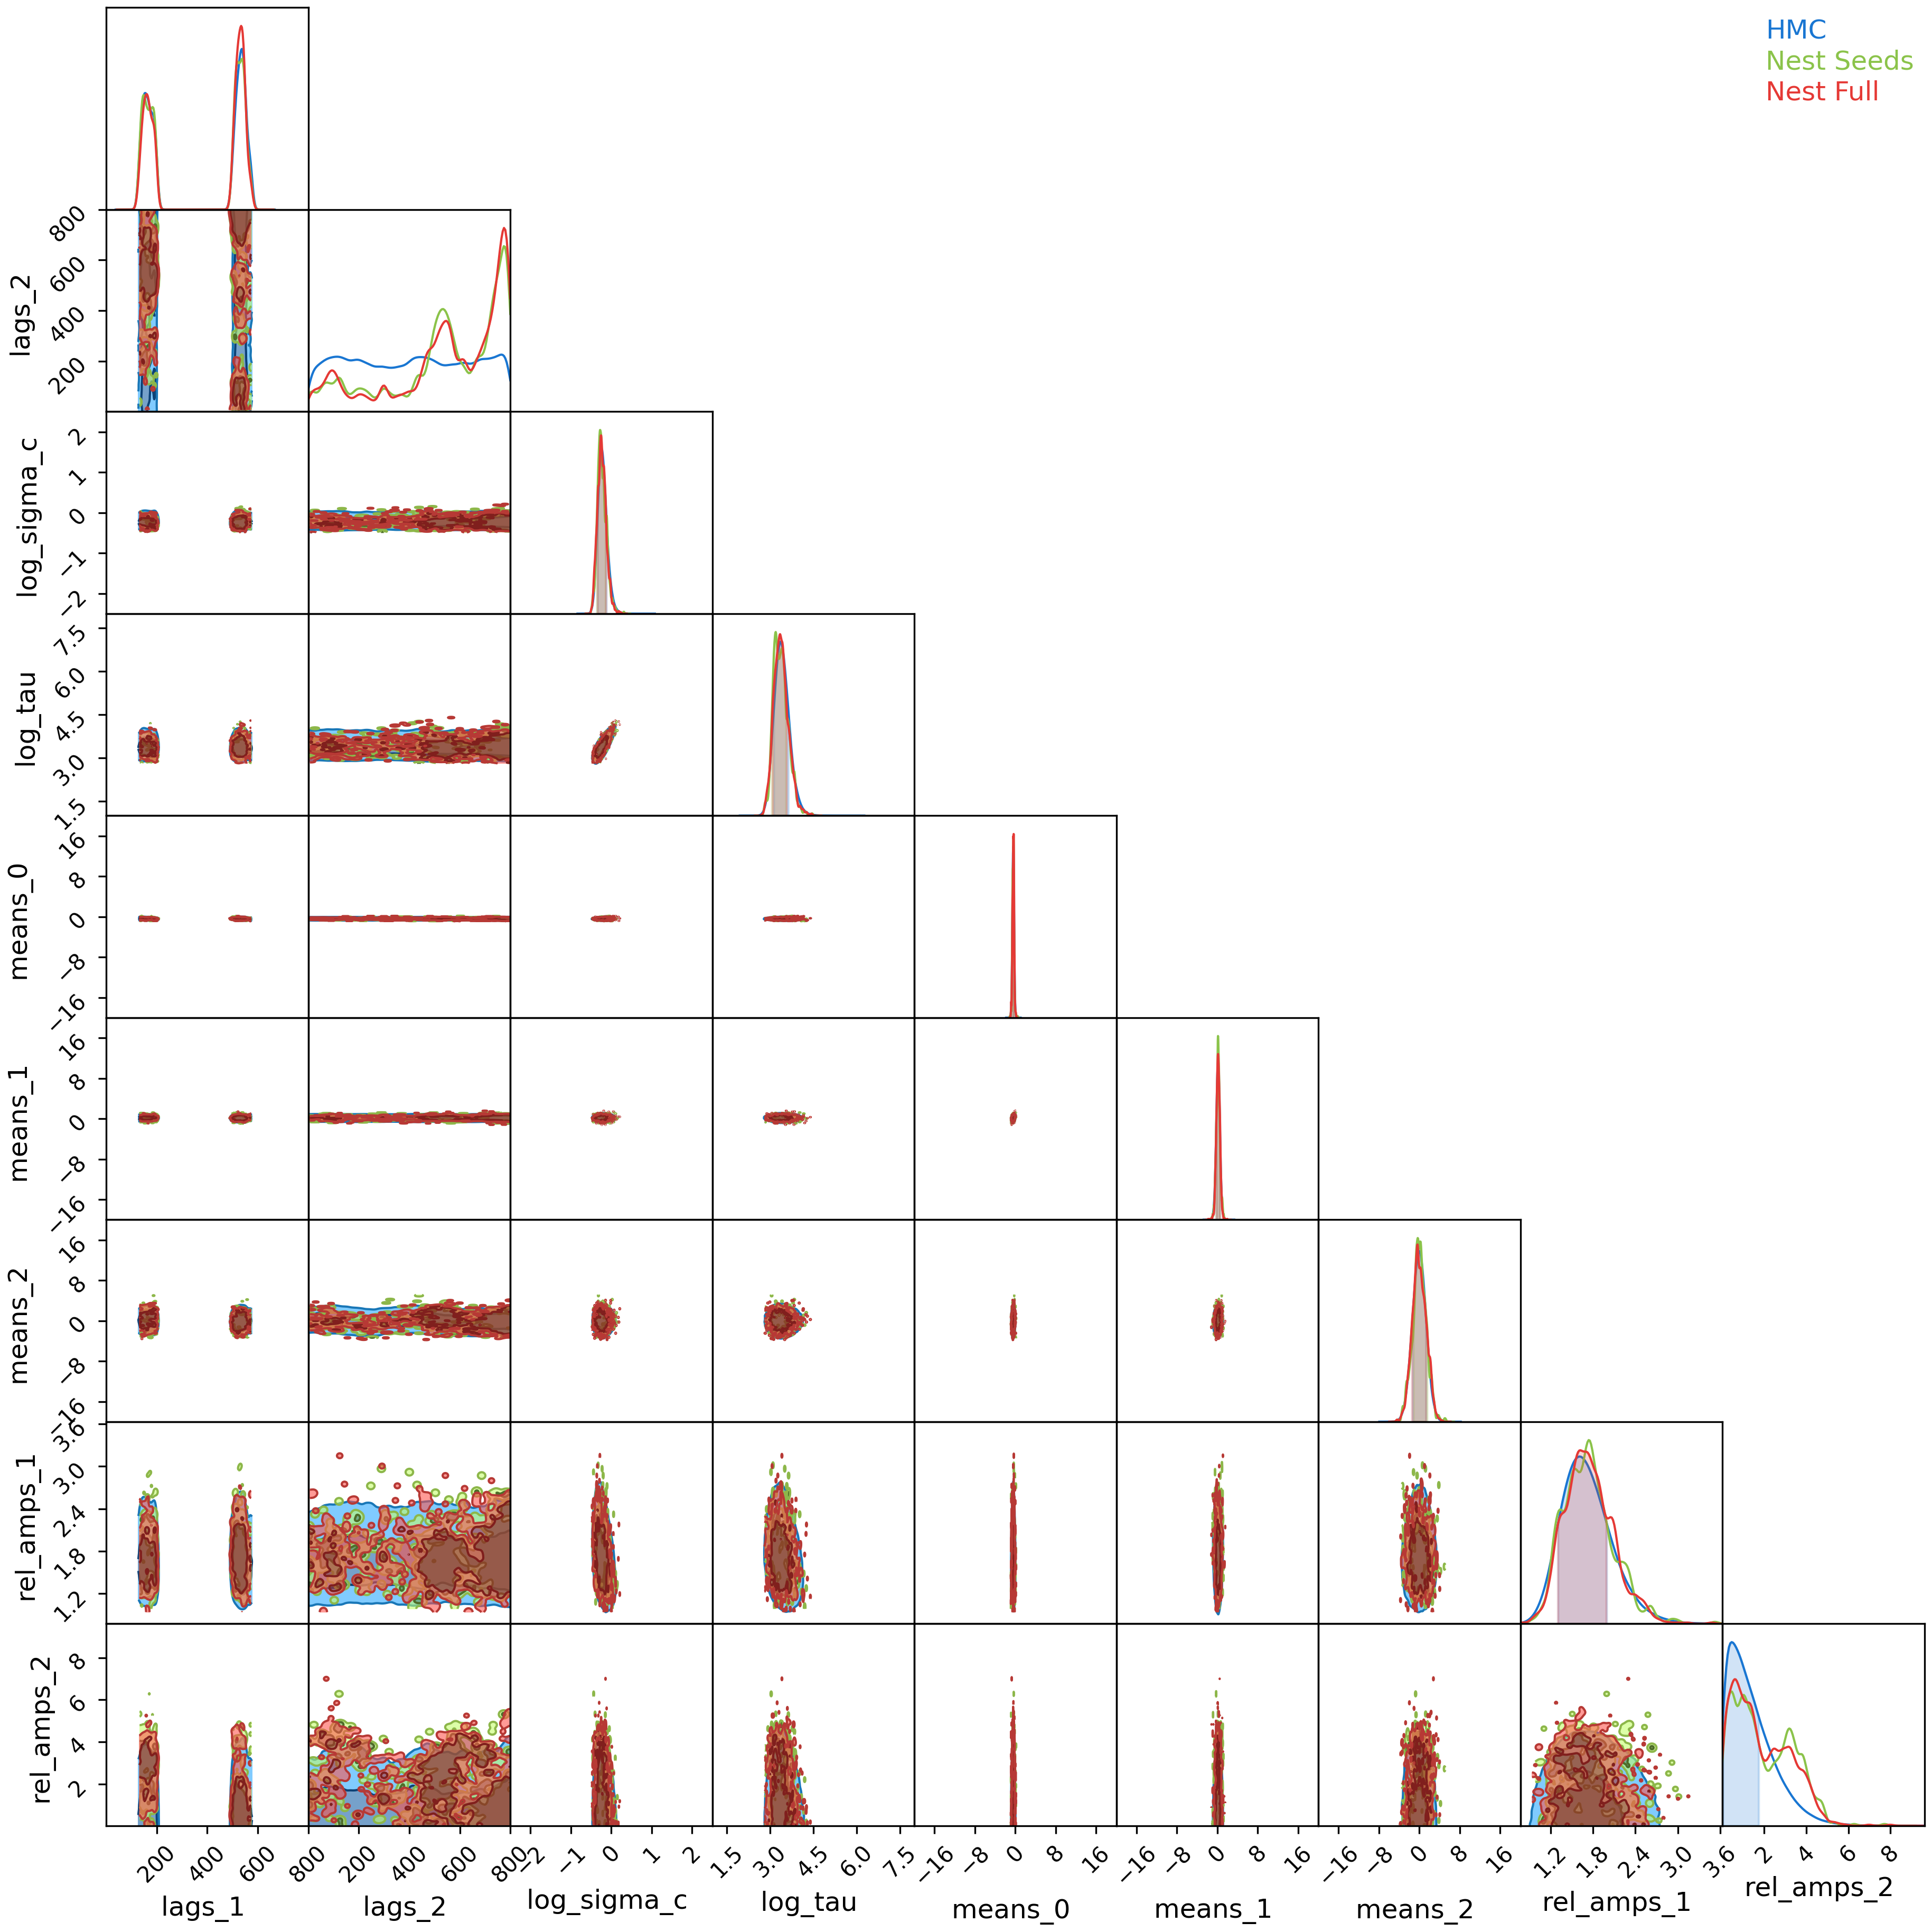 HMC
Nest Seeds
Nest Full
lags_2
800
600
400
200
log_sigma_c
2
1
0
−1
−2
log_tau
7.5
6.0
4.5
3.0
1.5
means_0
16
8
0
−8
−16
means_1
16
8
0
−8
−16
means_2
16
8
0
−8
−16
rel_amps_1
3.6
3.0
2.4
1.8
1.2
rel_amps_2
8
6
4
2
200 400 600 800
200 400 600 800
−2 −1 0 1 2
1.5 3.0 4.5 6.0 7.5
−16 −8 0 8 16
−16 −8 0 8 16
−16 −8 0 8 16
1.2 1.8 2.4 3.0 3.6
2 4 6 8
lags_1 lags_2 log_sigma_c log_tau means_0 means_1 means_2 rel_amps_1 rel_amps_2